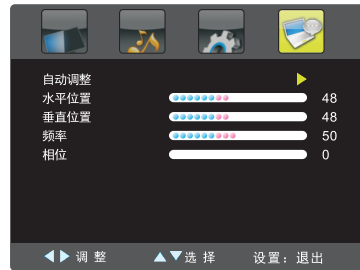 自动调整
水平位置 48
垂直位置 48
频率 50
相位 0
调整 选择 设置：退出